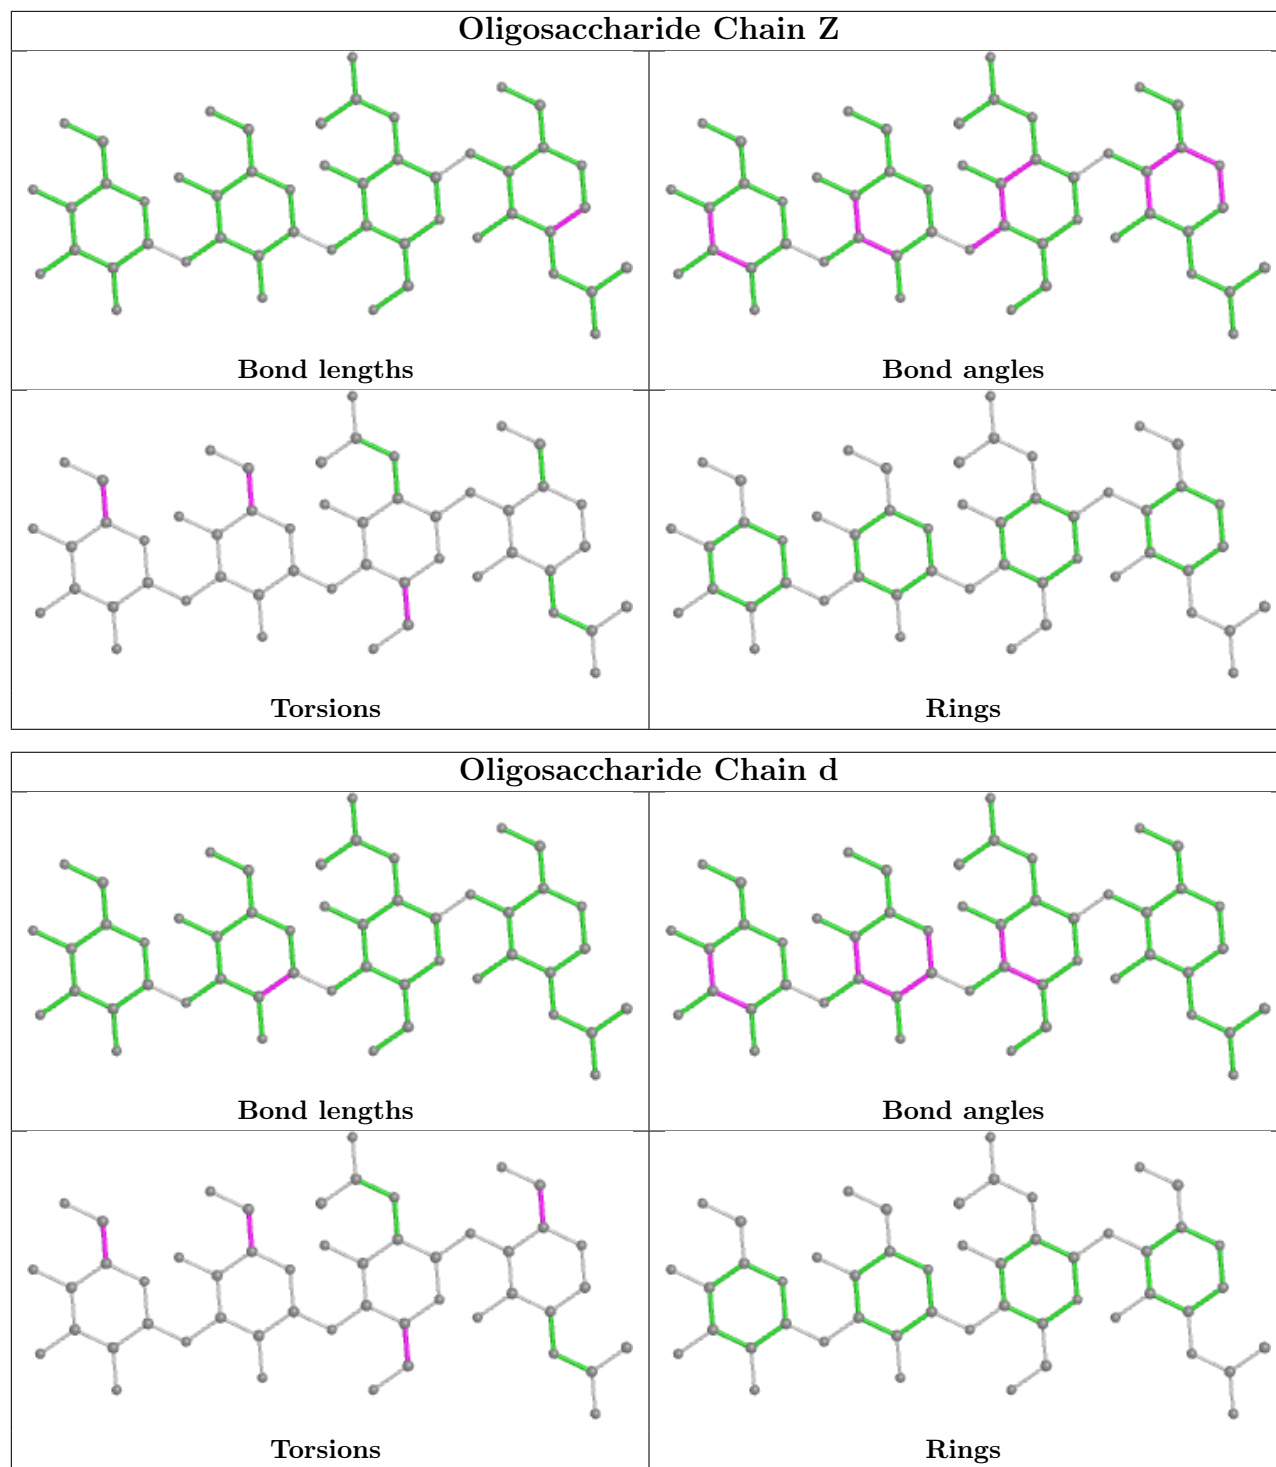 Oligosaccharide Chain Z
Bond lengths
Bond angles
Torsions
Rings
Oligosaccharide Chain d
Bond lengths
Bond angles
Torsions
Rings